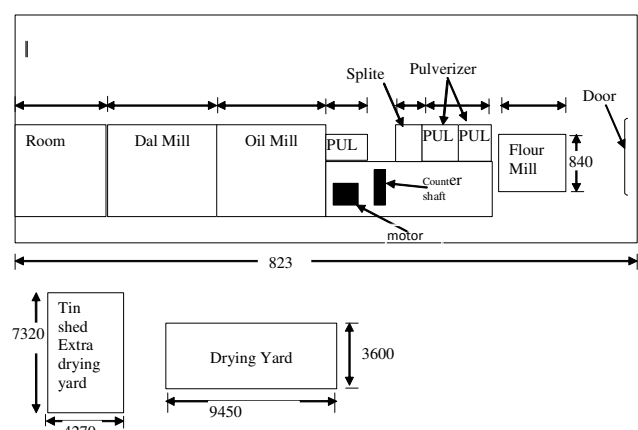 Splite
Pulverizer
Door
Room
Dal Mill
Oil Mill
PUL
PUL
PUL
Flour
Mill
840
Counter
shaft
motor
823
Tin
shed
Extra
drying
yard
7320
4270
Drying Yard
3600
9450